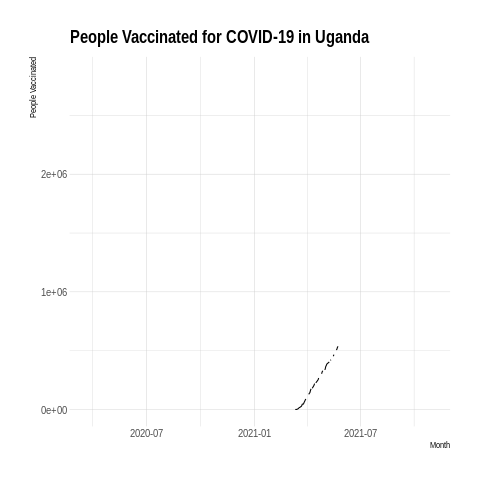 People Vaccinated for COVID-19 in Uganda
People Vaccinated
2e+06
1e+06
0e+00
2020-07 2021-01 2021-07
Month